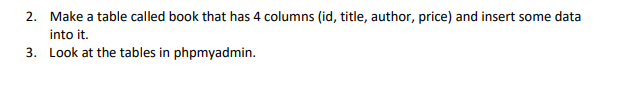 2. Make a table called book that has 4 columns (id, title, author, price) and insert some data
into it.
3. Look at the tables in phpmyadmin.